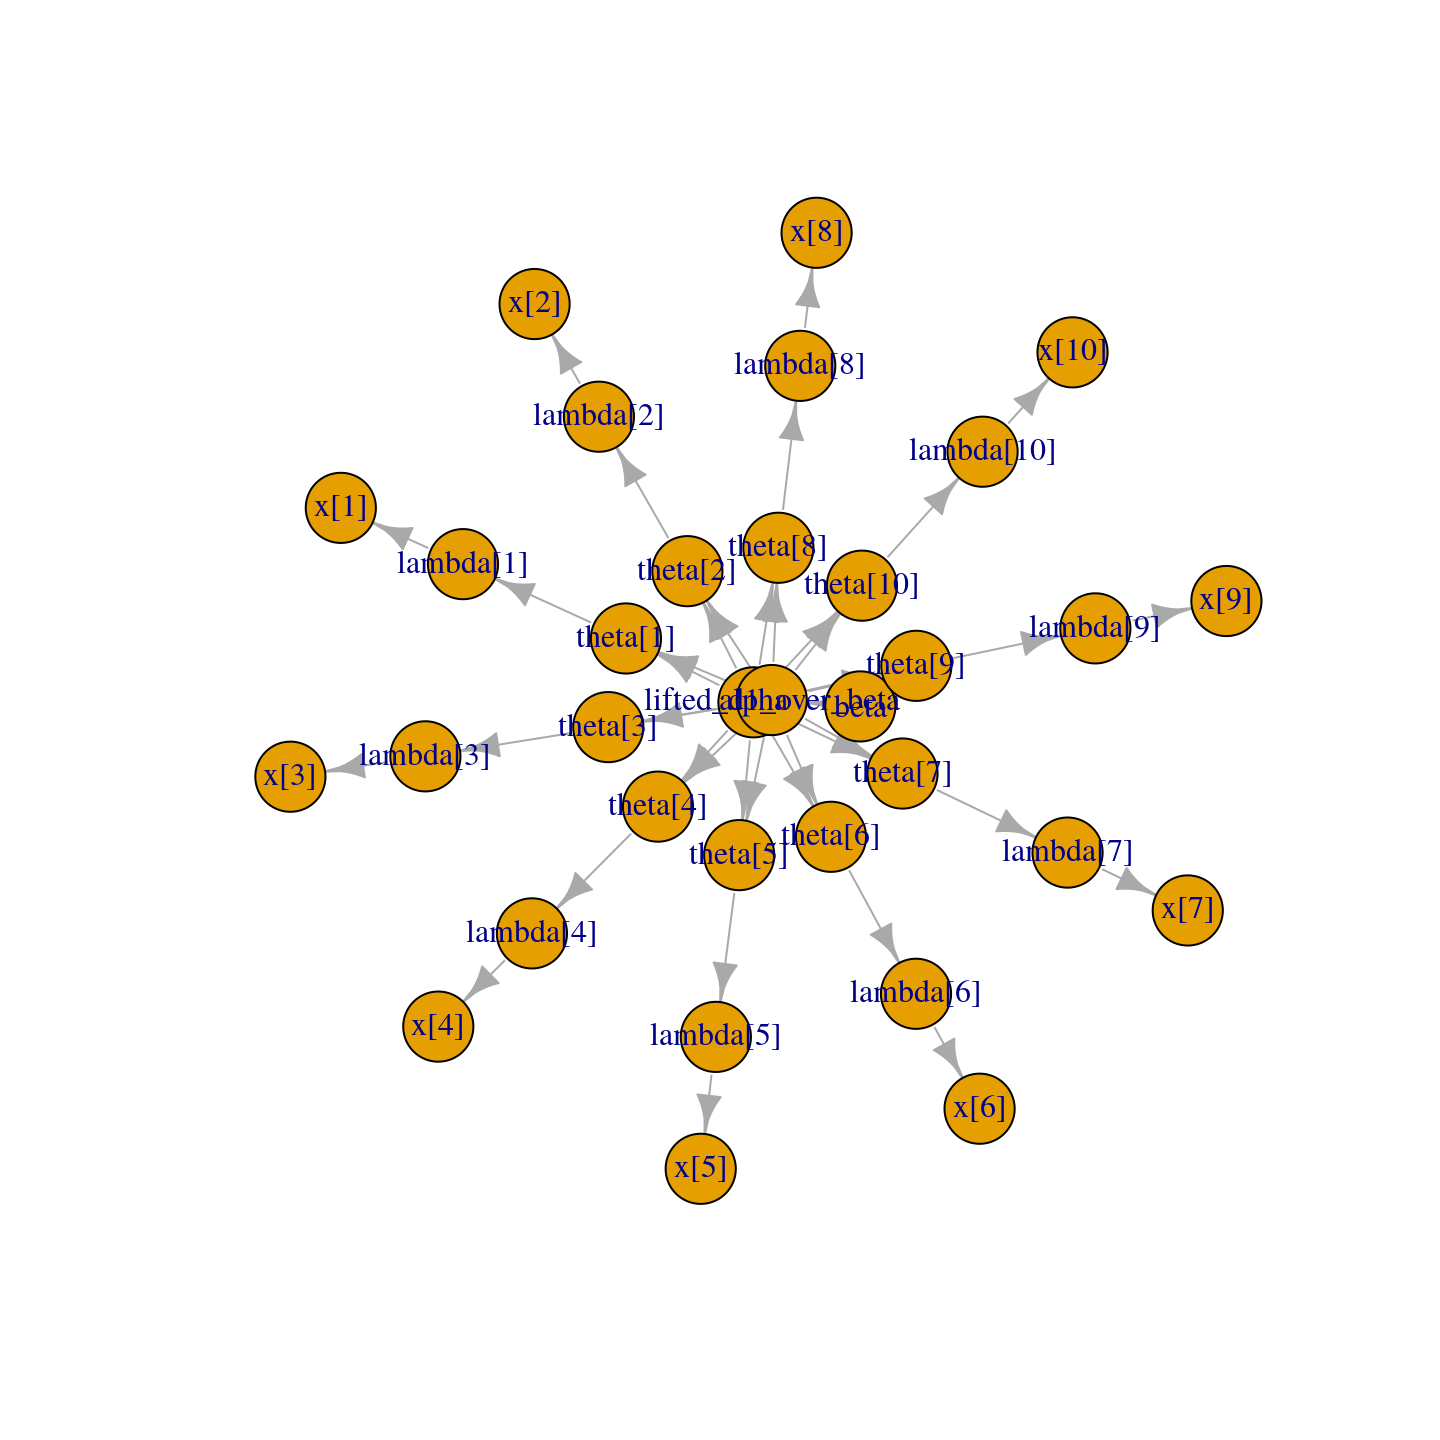 x[8]
x[2]
x[10]
lambda[8]
lambda[2]
lambda[10]
x[1]
theta[8]
lambda[1]
theta[2]
theta[10]
x[9]
lambda[9]
theta[1]
theta[9]
lifted_d1_over_beta
alpha
beta
theta[3]
lambda[3]
x[3]
theta[7]
theta[4]
theta[6]
theta[5]
lambda[7]
x[7]
lambda[4]
lambda[6]
x[4]
lambda[5]
x[6]
x[5]